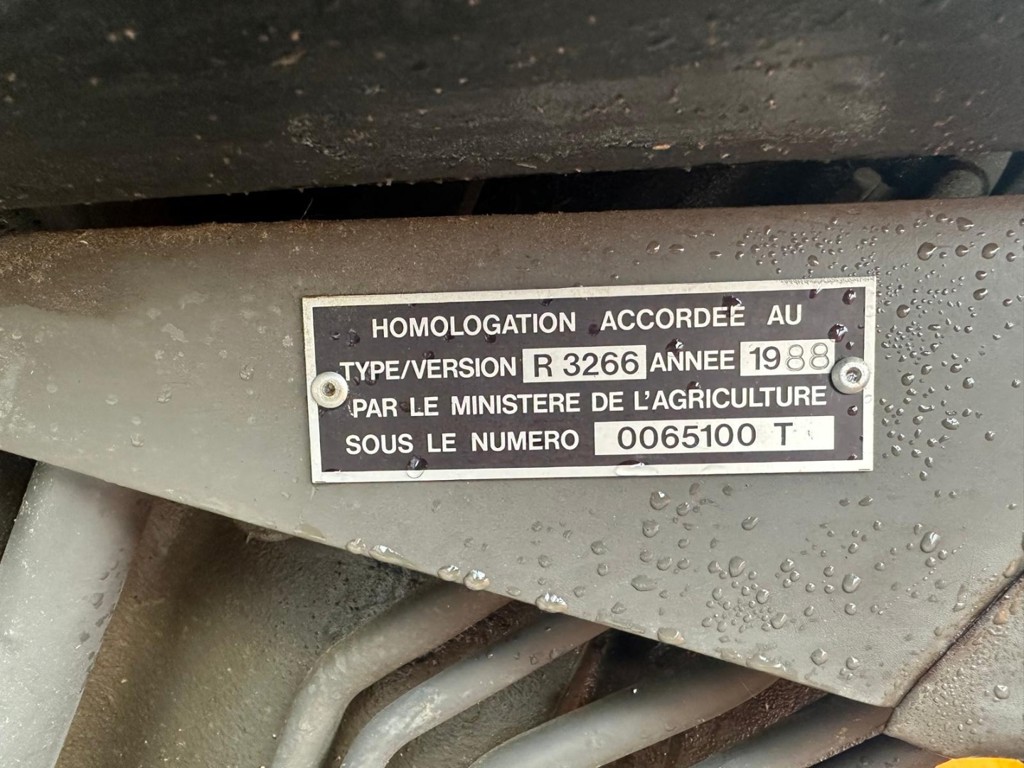 HOMOLOGATION ACCORDEE AU
TYPE/VERSION R 3266 ANNEE 1988
PAR LE MINISTERE DE L'AGRICULTURE
SOUS LE NUMERO 0065100 T